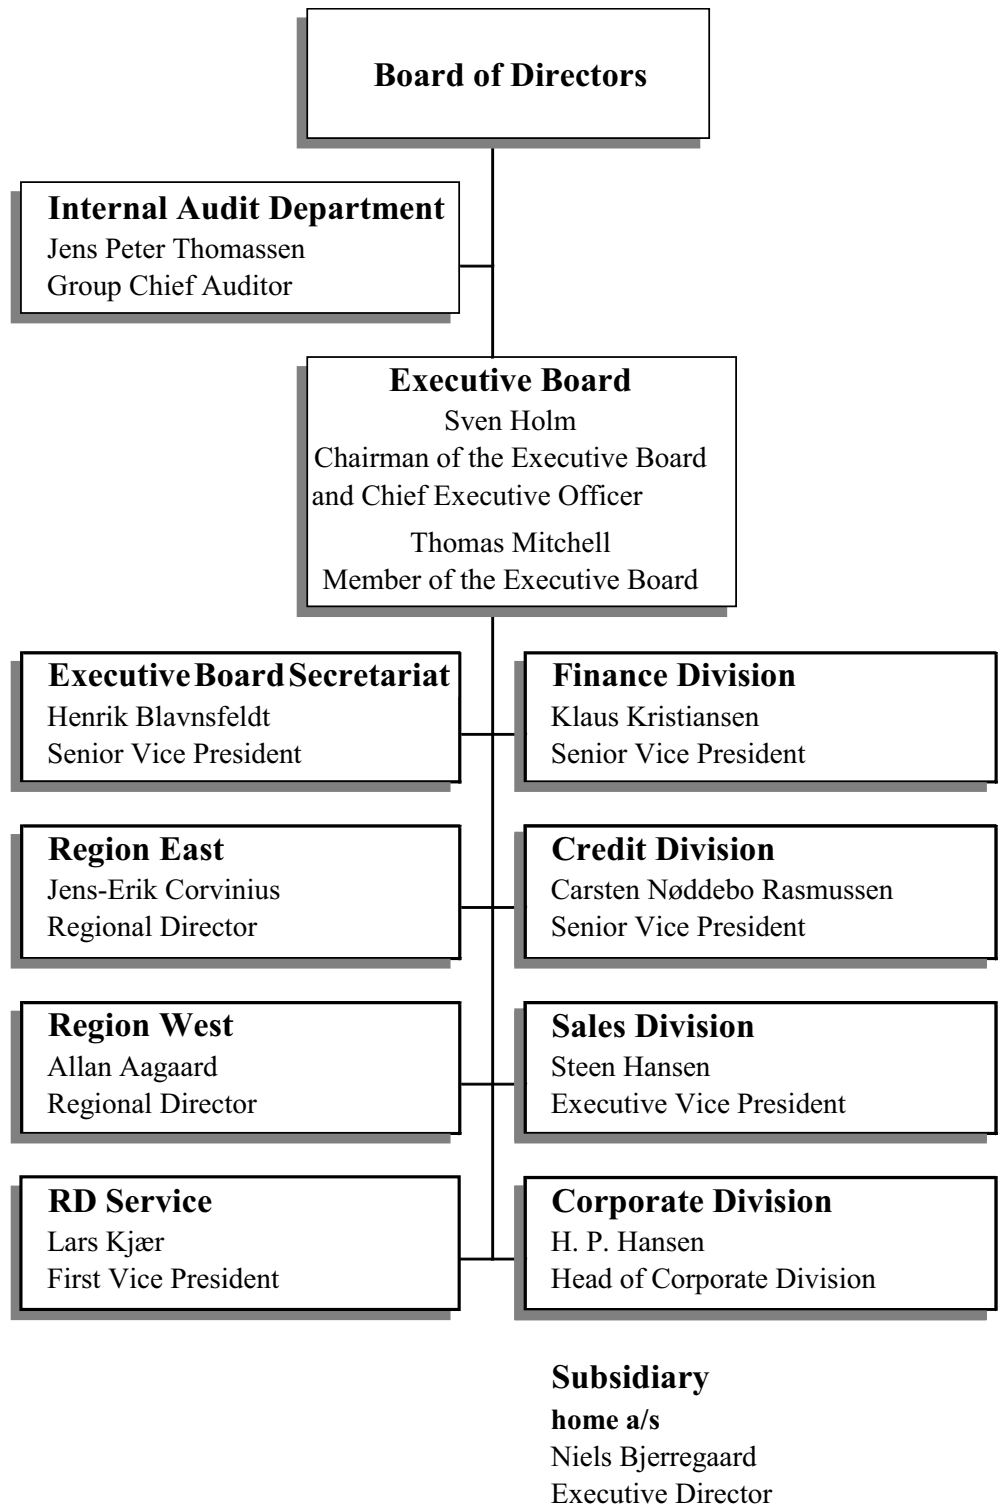 Board of Directors
Internal Audit Department
Jens Peter Thomassen
Group Chief Auditor
Executive Board
Sven Holm
Chairman of the Executive Board
and Chief Executive Officer
Thomas Mitchell
Member of the Executive Board
Executive Board Secretariat
Henrik Blavnsfeldt
Senior Vice President
Finance Division
Klaus Kristiansen
Senior Vice President
Region East
Jens-Erik Corvinius
Regional Director
Credit Division
Carsten Nøddebo Rasmussen
Senior Vice President
Region West
Allan Aagaard
Regional Director
Sales Division
Steen Hansen
Executive Vice President
RD Service
Lars Kjær
First Vice President
Corporate Division
H. P. Hansen
Head of Corporate Division
Subsidiary
home a/s
Niels Bjerregaard
Executive Director